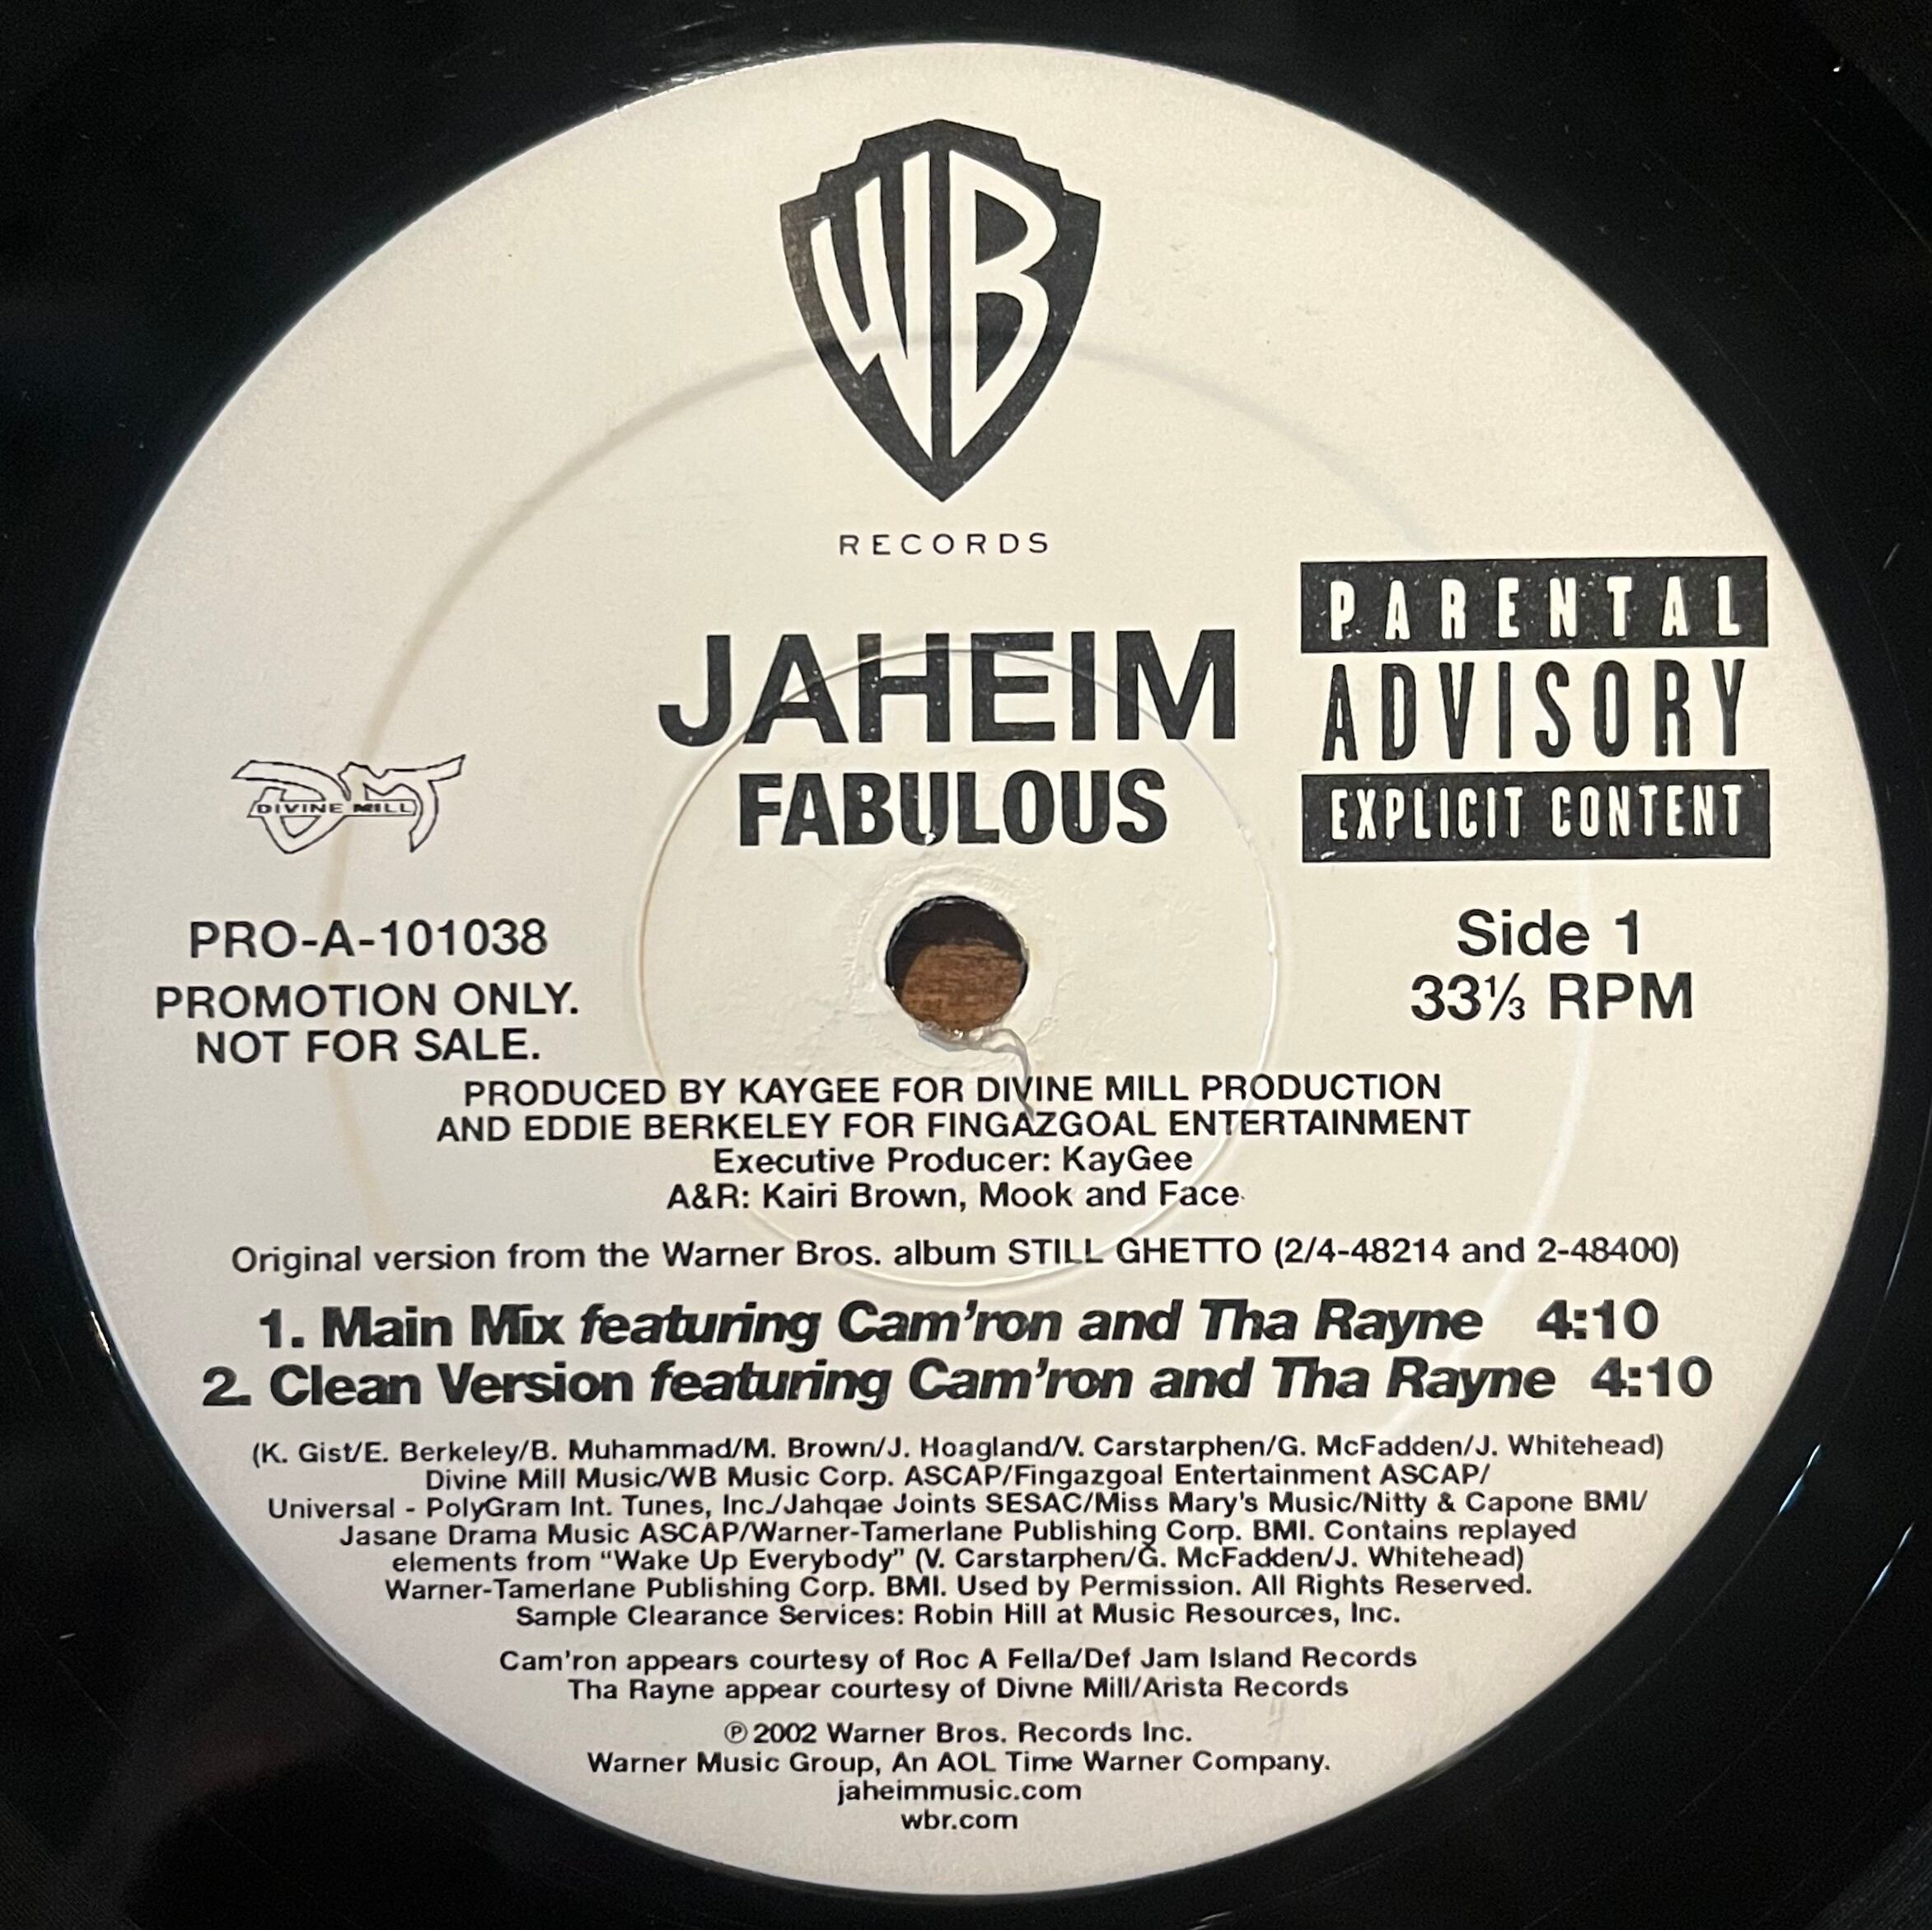 WB
RECORDS
JAHEIM
FABULOUS
PARENTAL
ADVISORY
EXPLICIT CONTENT
DMT
DIVINE MILL
PRO-A-101038
PROMOTION ONLY.
NOT FOR SALE.
Side 1
33⅓ RPM
PRODUCED BY KAYGEE FOR DIVINE MILL PRODUCTION
AND EDDIE BERKELEY FOR FINGAZGOAL ENTERTAINMENT
Executive Producer: KayGee
A&R: Kairi Brown, Mook and Face
Original version from the Warner Bros. album STILL GHETTO (2/4-48214 and 2-48400)
1. Main Mix featuring Cam'ron and Tha Rayne 4:10
2. Clean Version featuring Cam'ron and Tha Rayne 4:10
(K. Gist/E. Berkeley/B. Muhammad/M. Brown/J. Hoagland/V. Carstarphen/G. McFadden/J. Whitehead)
Divine Mill Music/WB Music Corp. ASCAP/Fingazgoal Entertainment ASCAP/
Universal - PolyGram Int. Tunes, Inc./Jahqae Joints SESAC/Miss Mary's Music/Nitty & Capone BMI/
Jasane Drama Music ASCAP/Warner-Tamerlane Publishing Corp. BMI. Contains replayed
elements from "Wake Up Everybody" (V. Carstarphen/G. McFadden/J. Whitehead)
Warner-Tamerlane Publishing Corp. BMI. Used by Permission. All Rights Reserved.
Sample Clearance Services: Robin Hill at Music Resources, Inc.
Cam'ron appears courtesy of Roc A Fella/Def Jam Island Records
Tha Rayne appear courtesy of Divne Mill/Arista Records
℗ 2002 Warner Bros. Records Inc.
Warner Music Group, An AOL Time Warner Company.
jaheimmusic.com
wbr.com